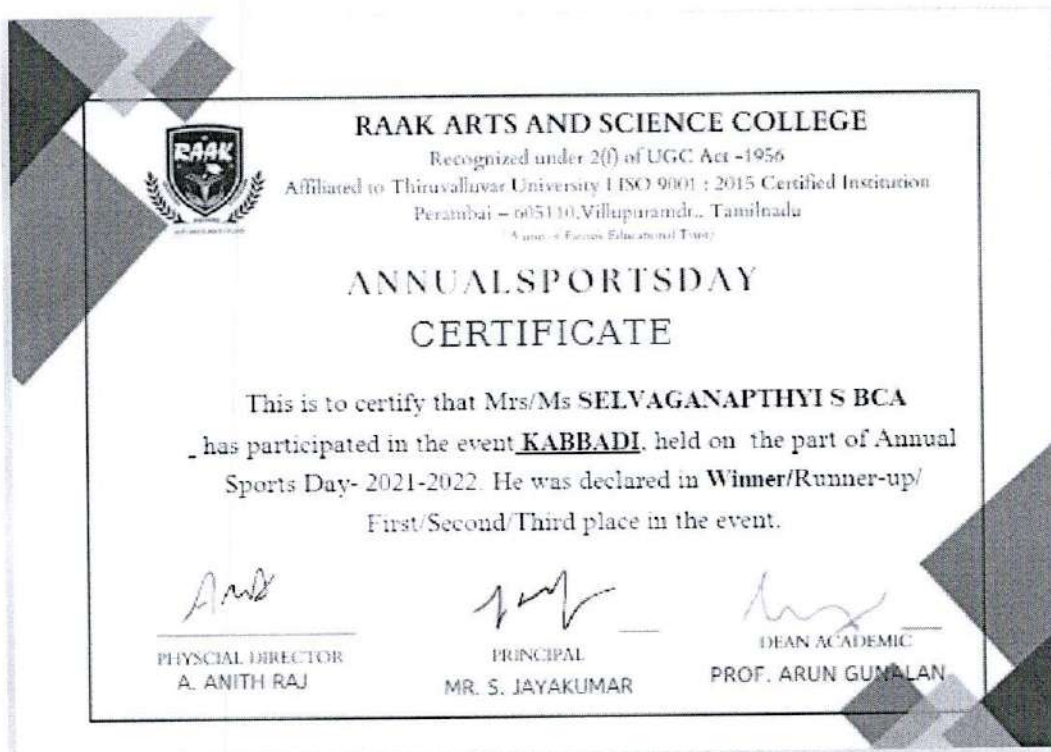 RAAK
RAAK ARTS AND SCIENCE COLLEGE
Recognized under 2(f) of UGC Act -1956
Affiliated to Thiruvalluvar University I ISO 9001 : 2015 Certified Institution
Perambai – 605110,Villupuramdt., Tamilnadu
Educational Trust)
ANNUALSPORTSDAY
CERTIFICATE
This is to certify that Mrs/Ms SELVAGANAPTHYI S BCA
_ has participated in the event KABBADI, held on the part of Annual
Sports Day- 2021-2022. He was declared in Winner/Runner-up/
First/Second/Third place in the event.
PHYSCIAL DIRECTOR
A. ANITH RAJ
PRINCIPAL
MR. S. JAYAKUMAR
DEAN ACADEMIC
PROF. ARUN GUNALAN